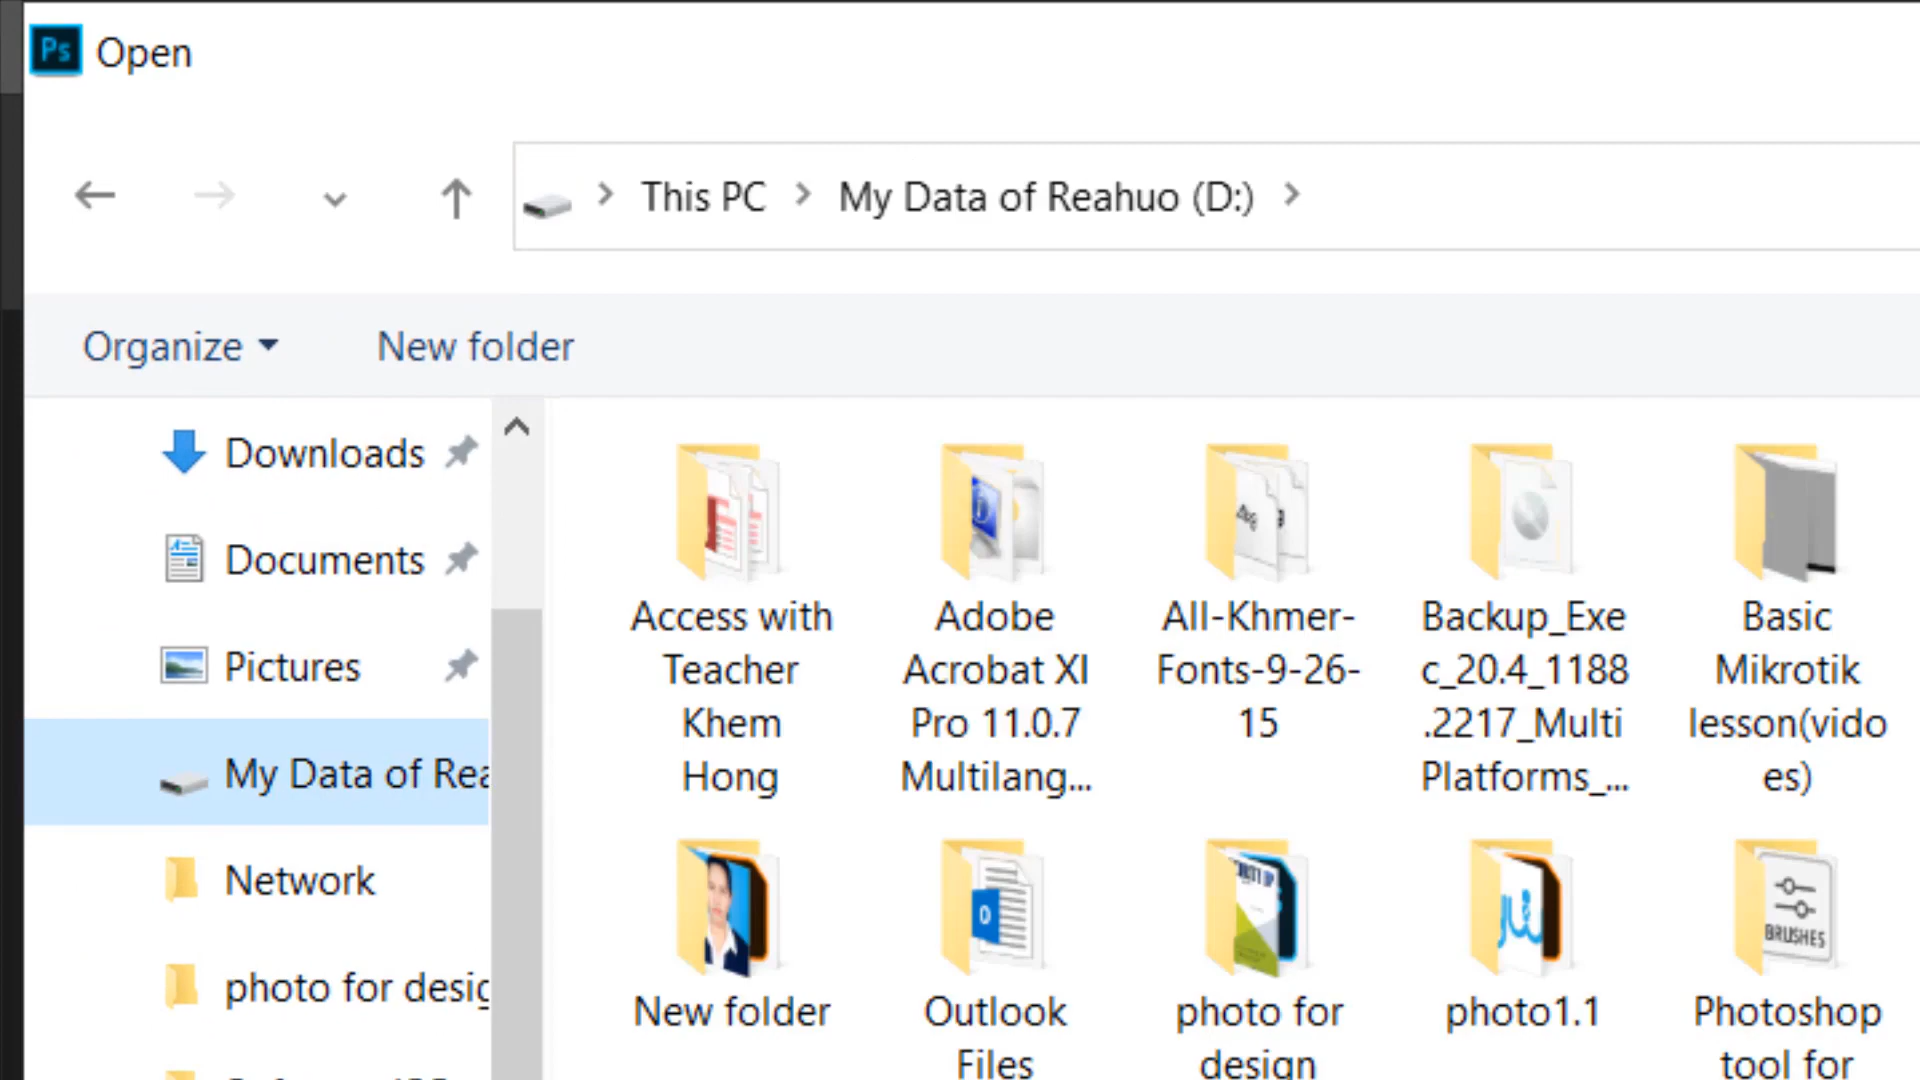 Ps Open
This PC > My Data of Reahuo (D:) >
Organize New folder
Downloads
Documents
Pictures
My Data of Rea
Network
photo for desig
Access with
Teacher
Khem
Hong
Adobe
Acrobat XI
Pro 11.0.7
Multilang...
All-Khmer-
Fonts-9-26-
15
Backup_Exe
c_20.4_1188
.2217_Multi
Platforms_...
Basic
Mikrotik
lesson(vido
es)
New folder
Outlook
Files
photo for
design
photo1.1
BRUSHES
Photoshop
tool for